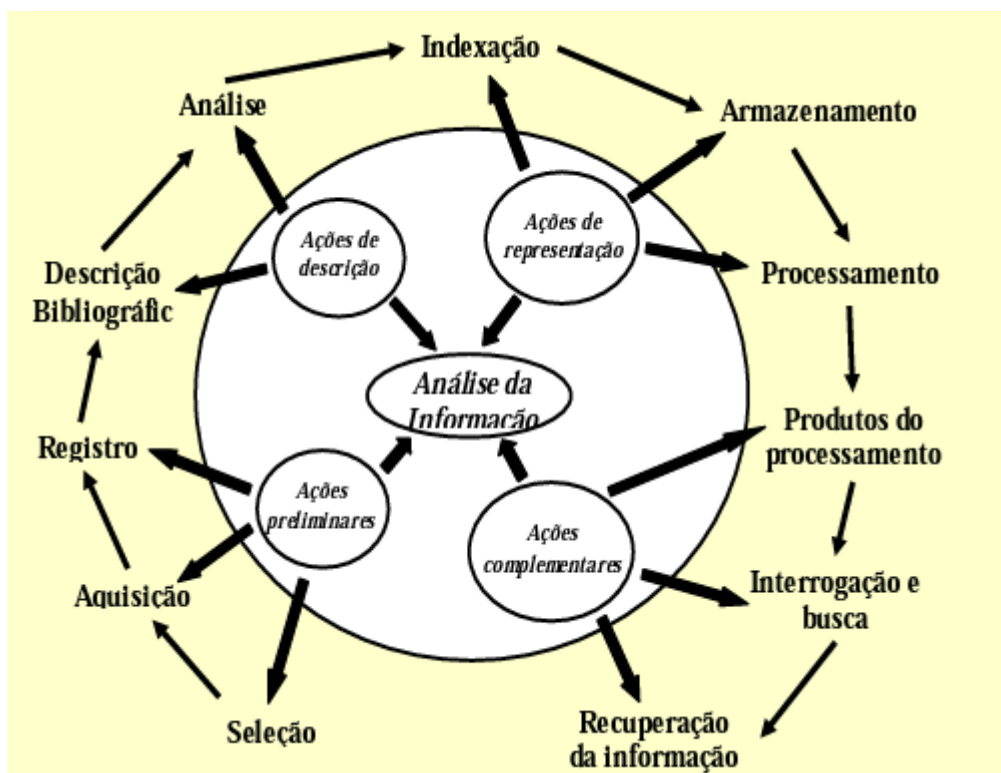 Indexação
Análise
Armazenamento
Ações de
descrição
Ações de
representação
Descrição
Bibliográfic
Processamento
Análise da
Informação
Produtos do
processamento
Registro
Ações
preliminares
Ações
complementares
Aquisição
Interrogação e
busca
Seleção
Recuperação
da informação